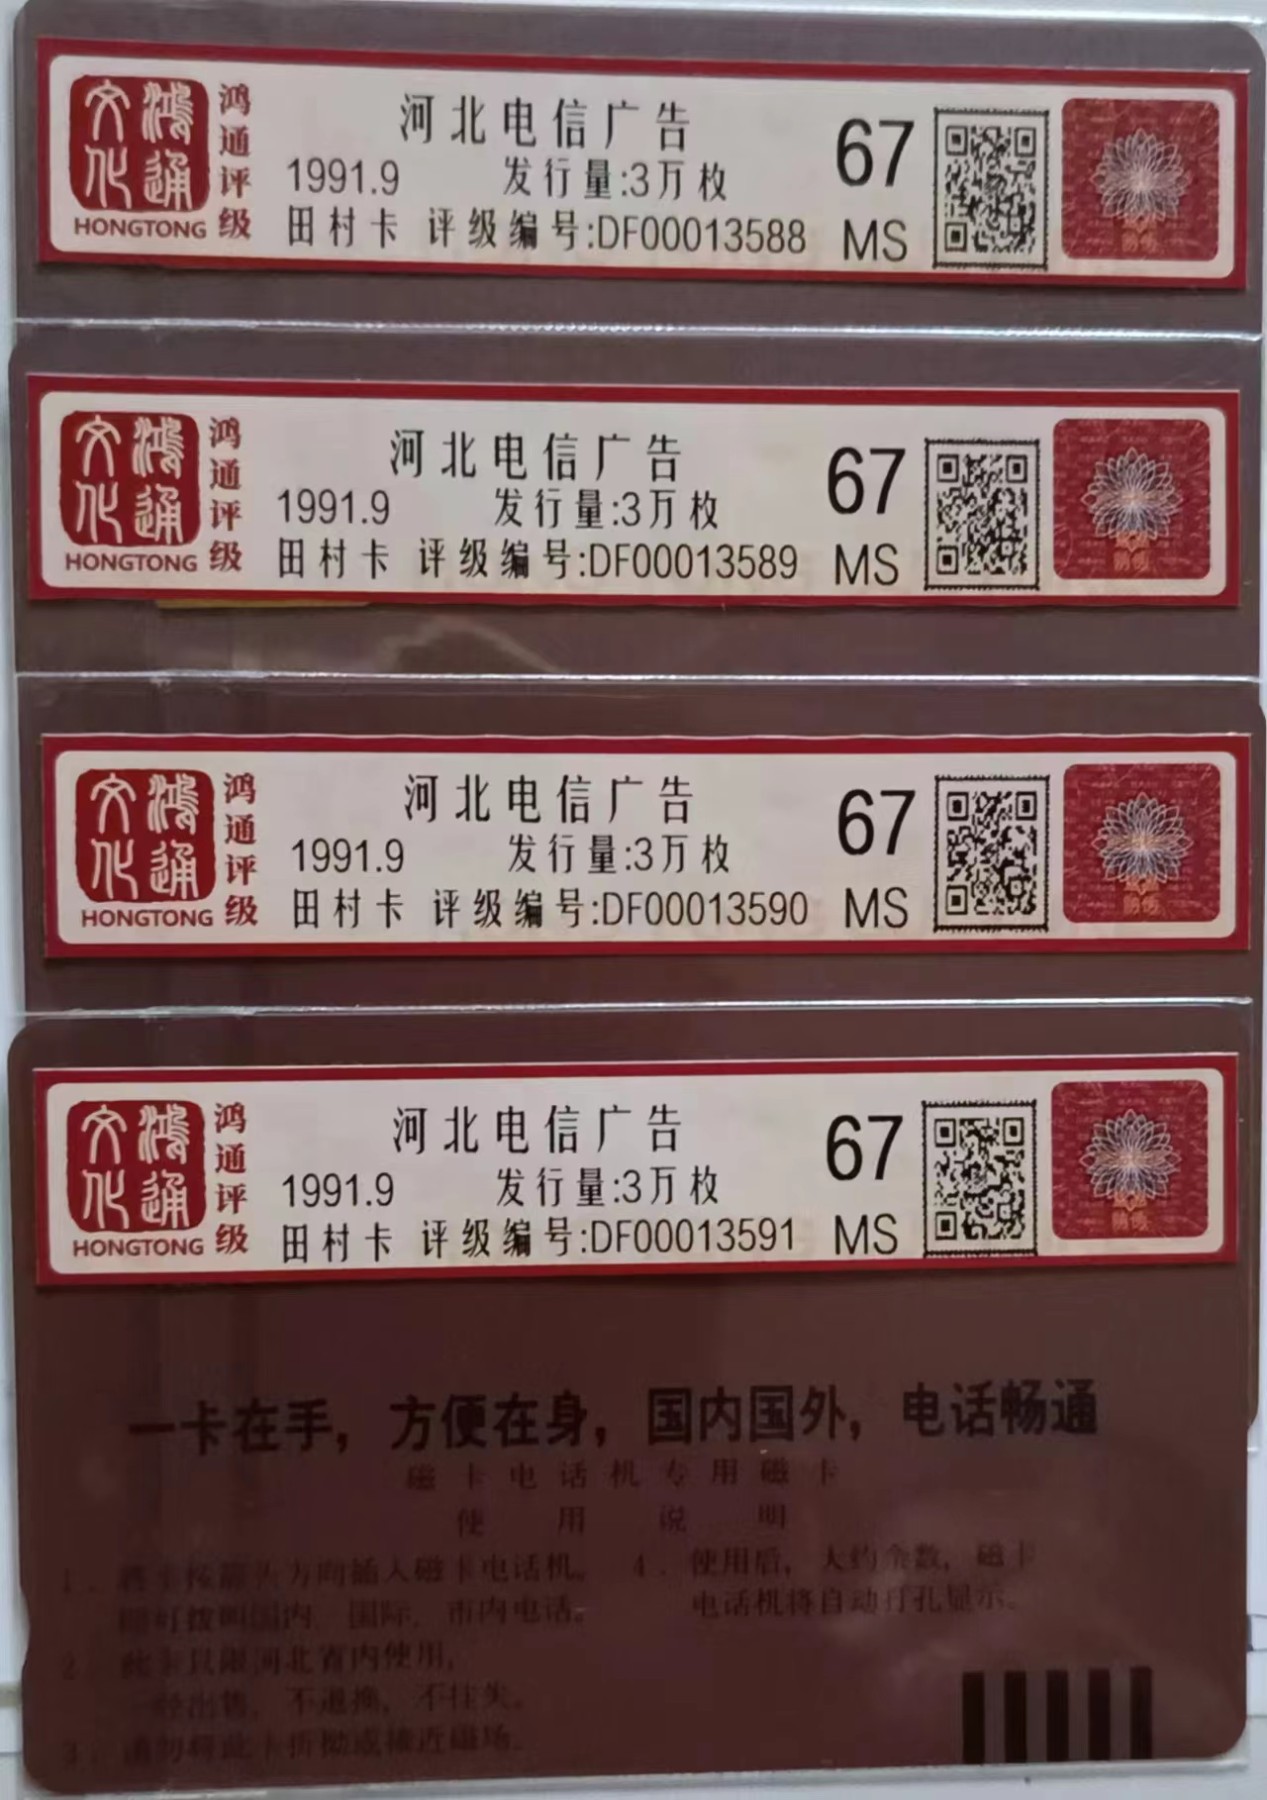 鸿通文化
HONGTONG
鸿通评级
河北电信广告
1991.9 发行量:3万枚
田村卡 评级编号:DF00013588
67
MS
防伪
鸿通文化
HONGTONG
鸿通评级
河北电信广告
1991.9 发行量:3万枚
田村卡 评级编号:DF00013589
67
MS
防伪
鸿通文化
HONGTONG
鸿通评级
河北电信广告
1991.9 发行量:3万枚
田村卡 评级编号:DF00013590
67
MS
防伪
鸿通文化
HONGTONG
鸿通评级
河北电信广告
1991.9 发行量:3万枚
田村卡 评级编号:DF00013591
67
MS
防伪
一卡在手，方便在身，国内国外，电话畅通
磁卡电话机专用磁卡
使用说明
1. 将卡按箭头方向插入磁卡电话机。
即可拨叫国内、国际、市内电话。
2. 此卡只限河北省内使用，
一经出售，不退换，不挂失。
3. 请勿将此卡折拗或接近磁场。
4. 使用后，大约余数，磁卡
电话机将自动打孔显示。